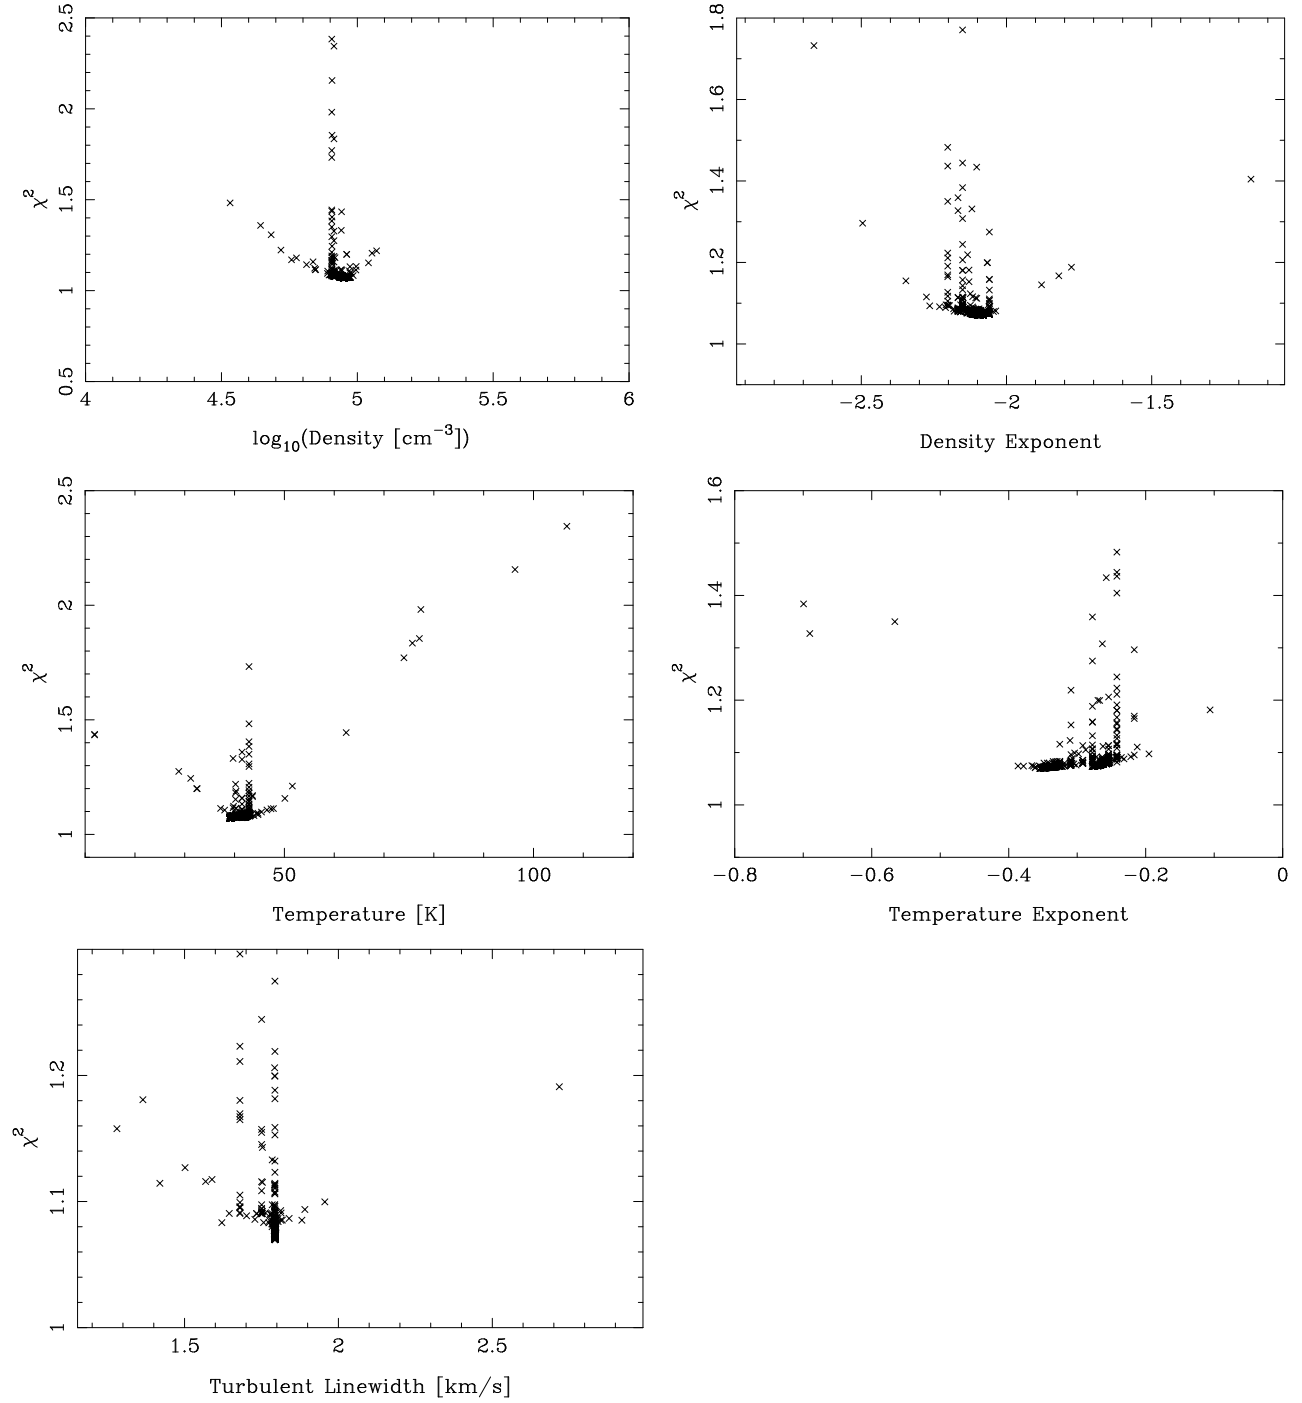 2.5
2
1.5
1
0.5
χ²
4 4.5 5 5.5 6
log₁₀(Density [cm⁻³])
1.8
1.6
1.4
1.2
1
χ²
−2.5 −2 −1.5
Density Exponent
2.5
2
1.5
1
χ²
50 100
Temperature [K]
1.6
1.4
1.2
1
χ²
−0.8 −0.6 −0.4 −0.2 0
Temperature Exponent
1.2
1.1
1
χ²
1.5 2 2.5
Turbulent Linewidth [km/s]